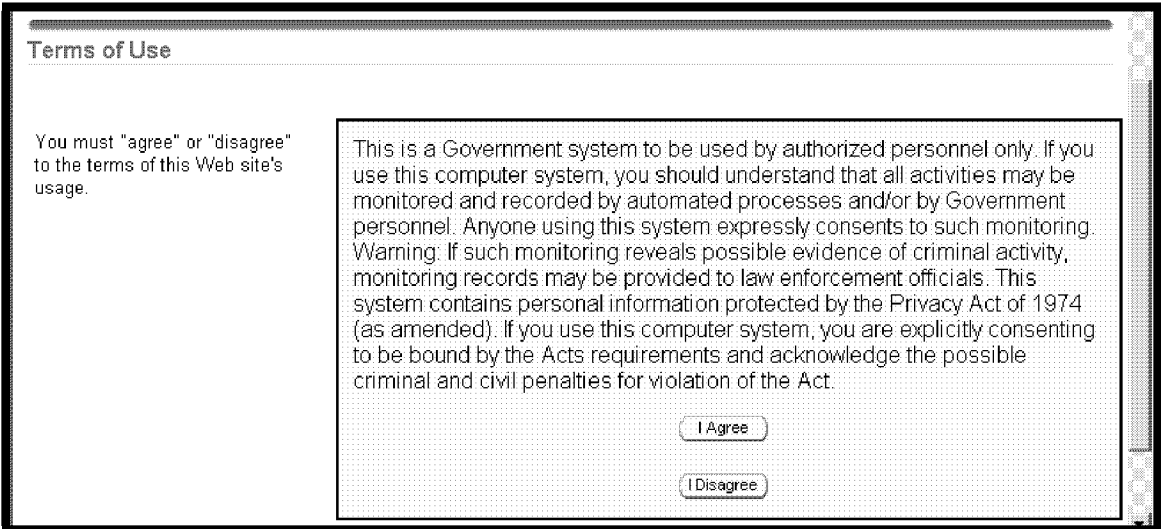 Terms of Use
You must "agree" or "disagree"
to the terms of this Web site's
usage.
This is a Government system to be used by authorized personnel only. If you
use this computer system, you should understand that all activities may be
monitored and recorded by automated processes and/or by Government
personnel. Anyone using this system expressly consents to such monitoring.
Warning: If such monitoring reveals possible evidence of criminal activity,
monitoring records may be provided to law enforcement officials. This
system contains personal information protected by the Privacy Act of 1974
(as amended). If you use this computer system, you are explicitly consenting
to be bound by the Acts requirements and acknowledge the possible
criminal and civil penalties for violation of the Act.
I Agree
I Disagree